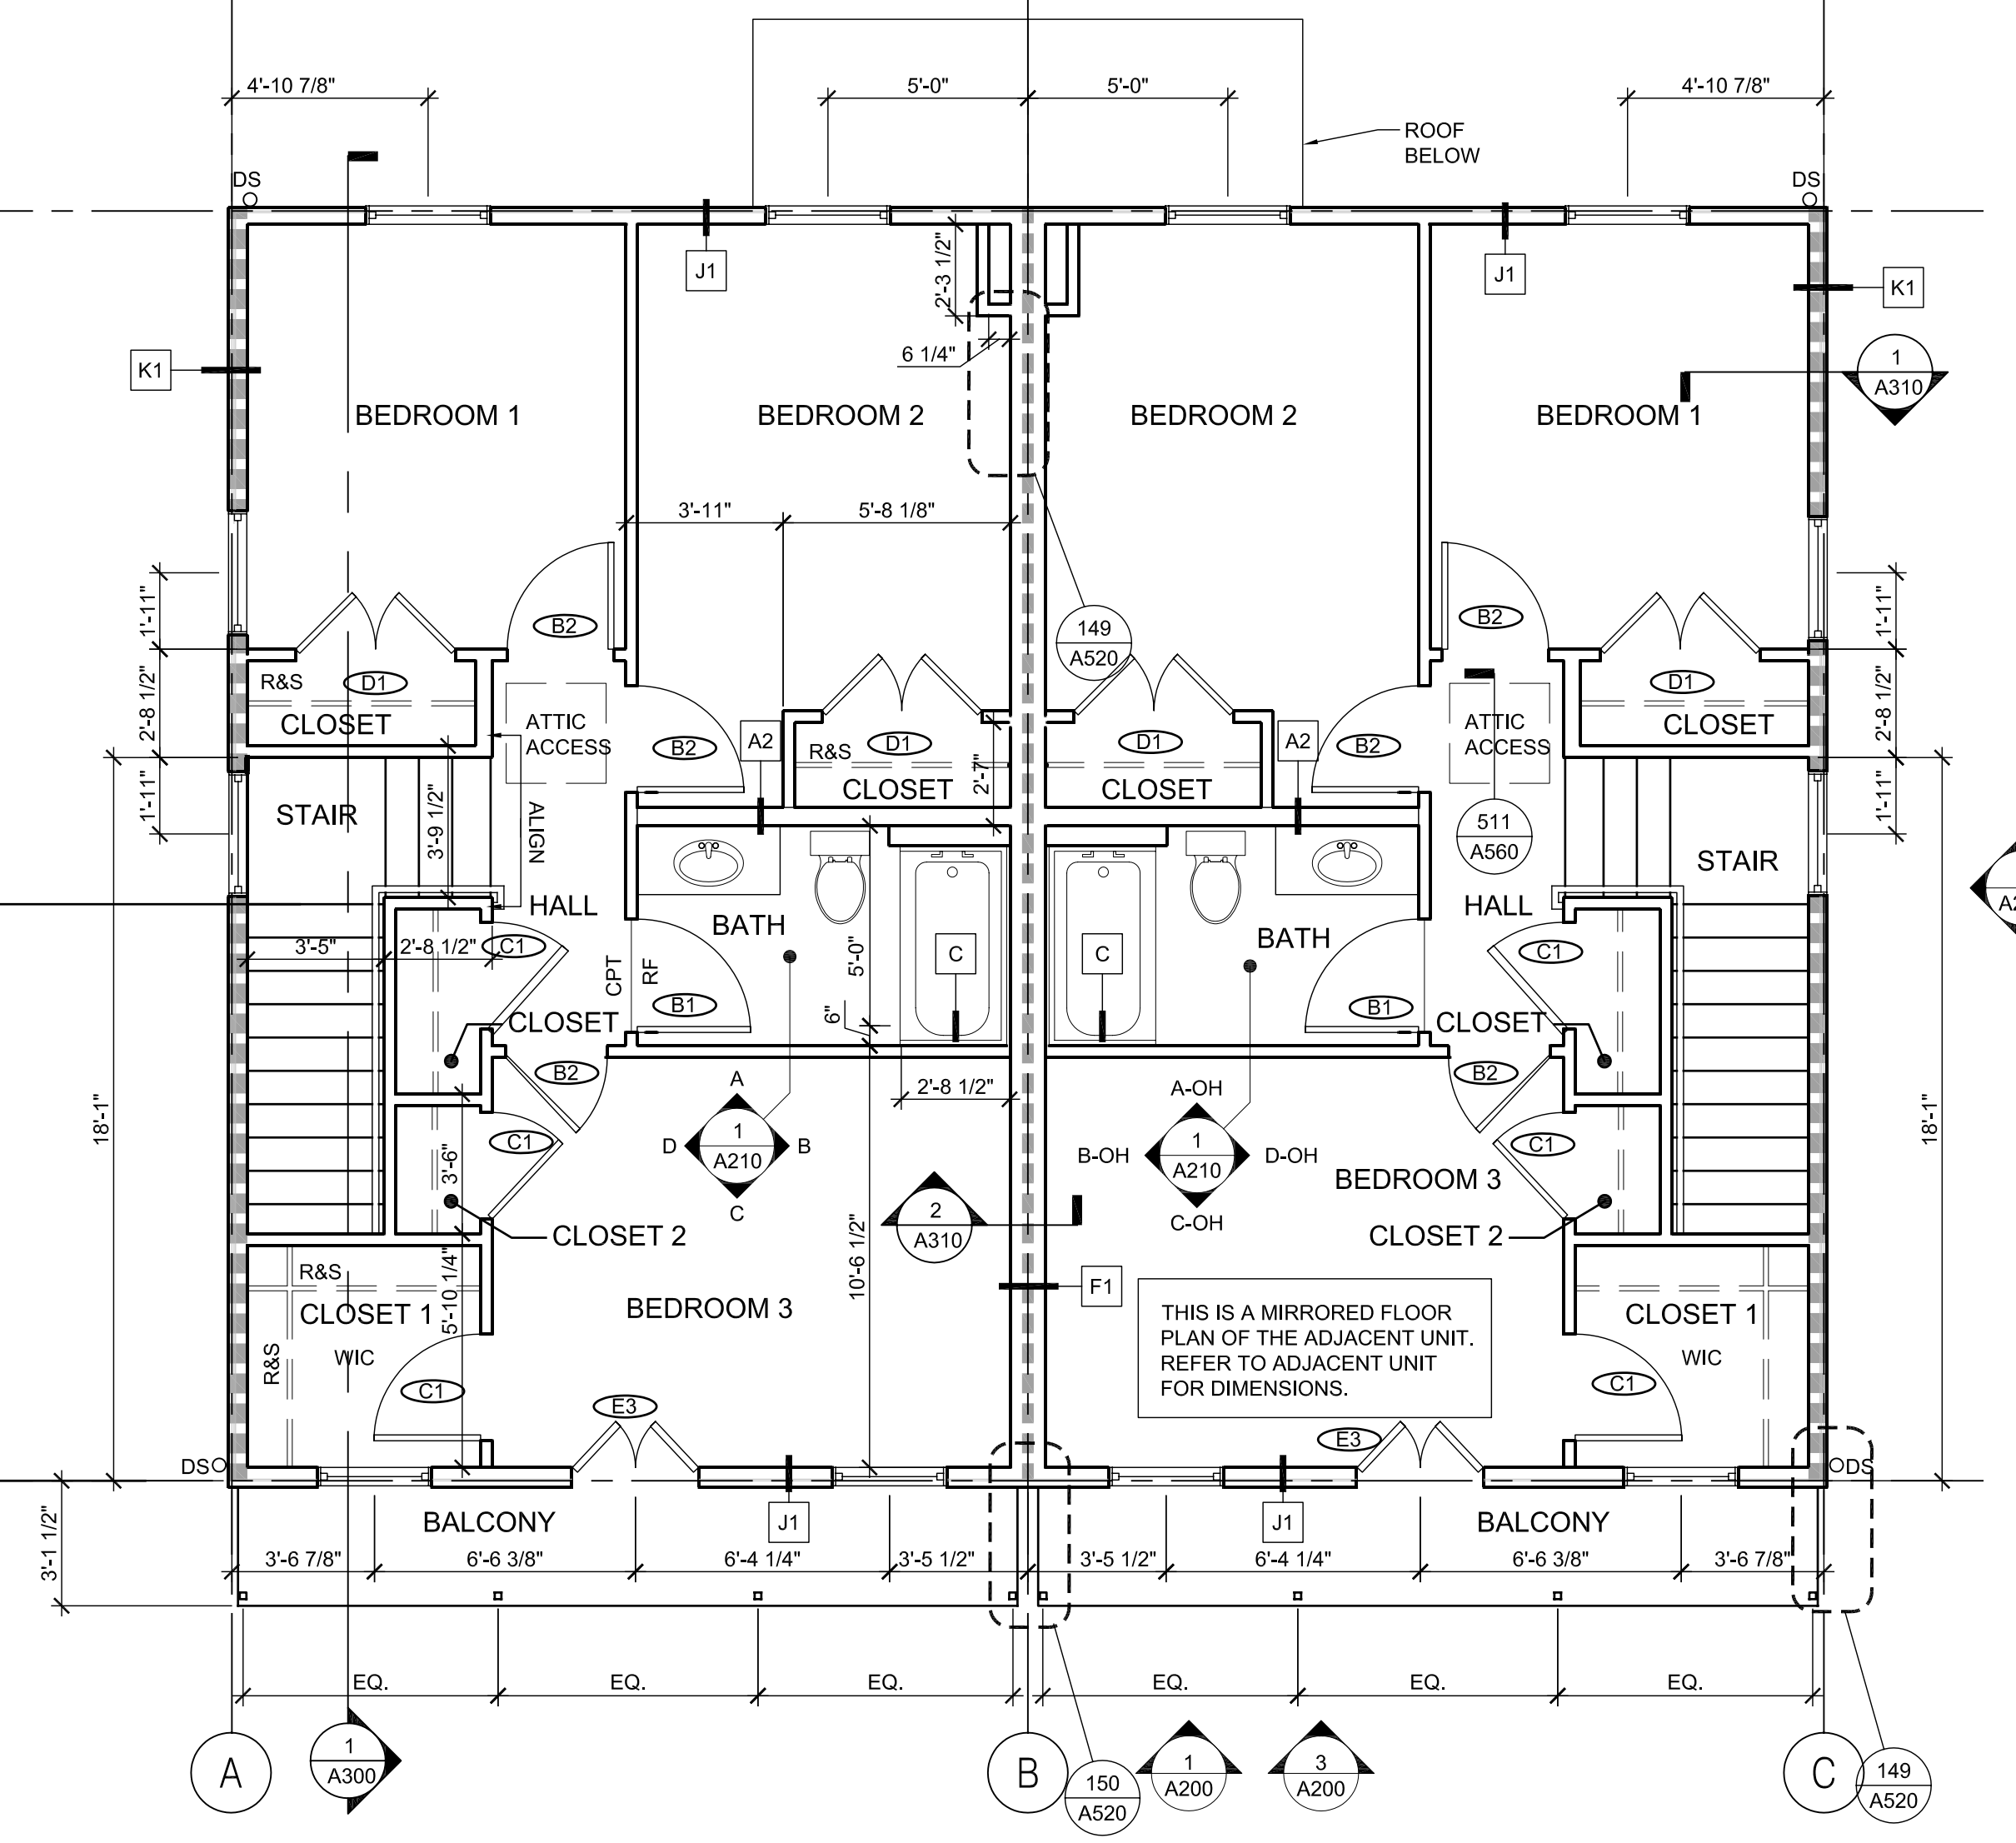 4'-10 7/8"
5'-0"
5'-0"
4'-10 7/8"
ROOF
BELOW
DS
DS
J1
2'-3 1/2"
J1
K1
K1
6 1/4"
1
A310
BEDROOM 1
BEDROOM 2
BEDROOM 2
BEDROOM 1
3'-11"
5'-8 1/8"
1'-11"
B2
149
A520
B2
1'-11"
R&S
D1
D1
2'-8 1/2"
CLOSET
ATTIC
ACCESS
B2
A2
R&S
D1
D1
A2
B2
ATTIC
ACCESS
CLOSET
2'-8 1/2"
CLOSET
2'-7"
CLOSET
1'-11"
STAIR
3'-9 1/2"
ALIGN
511
A560
STAIR
1'-11"
HALL
BATH
BATH
HALL
3'-5"
2'-8 1/2"
C1
CPT
RF
5'-0"
C
C
C1
6"
B1
B1
CLOSET
CLOSET
B2
B2
2'-8 1/2"
18'-1"
18'-1"
C1
C1
3'-6"
A
1
A210
D
B
C
A-OH
1
A210
B-OH
D-OH
C-OH
BEDROOM 3
2
A310
CLOSET 2
CLOSET 2
10'-6 1/2"
5'-10 1/4"
R&S
CLOSET 1
WIC
R&S
BEDROOM 3
F1
THIS IS A MIRRORED FLOOR
PLAN OF THE ADJACENT UNIT.
REFER TO ADJACENT UNIT
FOR DIMENSIONS.
CLOSET 1
WIC
C1
C1
E3
E3
DS
DS
BALCONY
J1
J1
BALCONY
3'-1 1/2"
3'-6 7/8"
6'-6 3/8"
6'-4 1/4"
3'-5 1/2"
3'-5 1/2"
6'-4 1/4"
6'-6 3/8"
3'-6 7/8"
EQ.
EQ.
EQ.
EQ.
EQ.
EQ.
A
1
A300
B
150
A520
1
A200
3
A200
C
149
A520